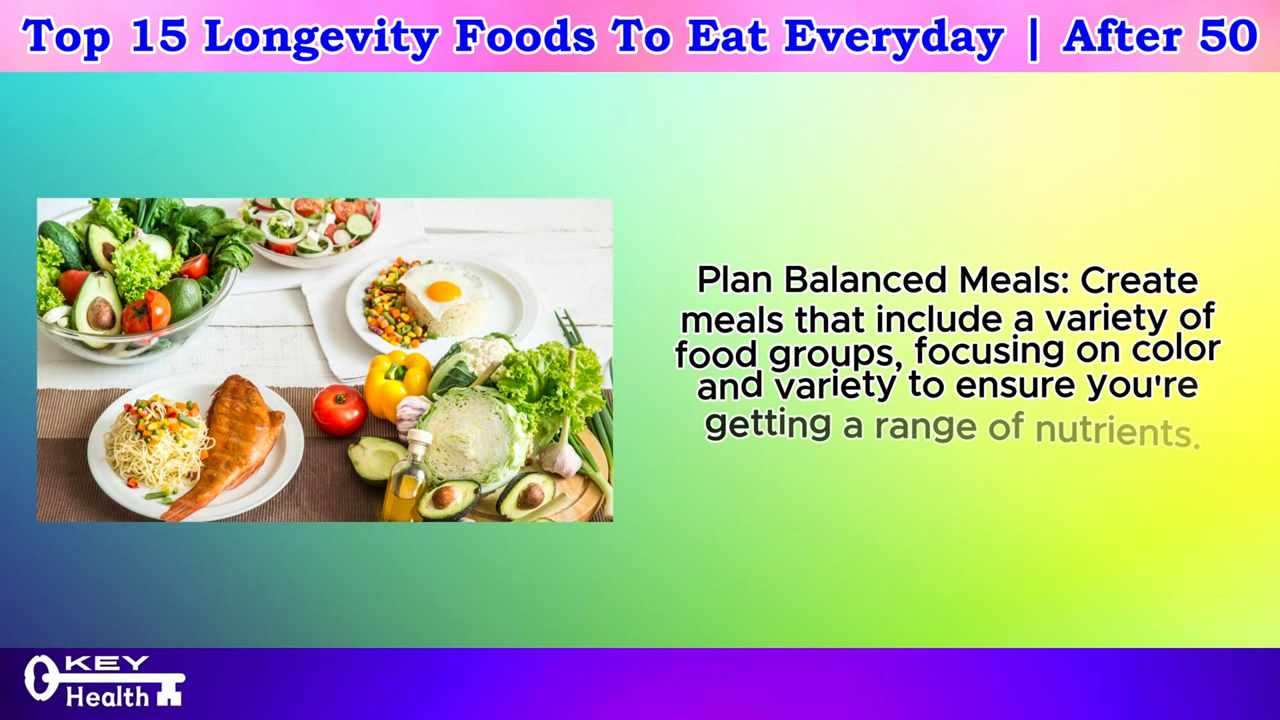 Top 15 Longevity Foods To Eat Everyday | After 50
Plan Balanced Meals: Create
meals that include a variety of
food groups, focusing on color
and variety to ensure you're
getting a range of nutrients.
KEY
Health